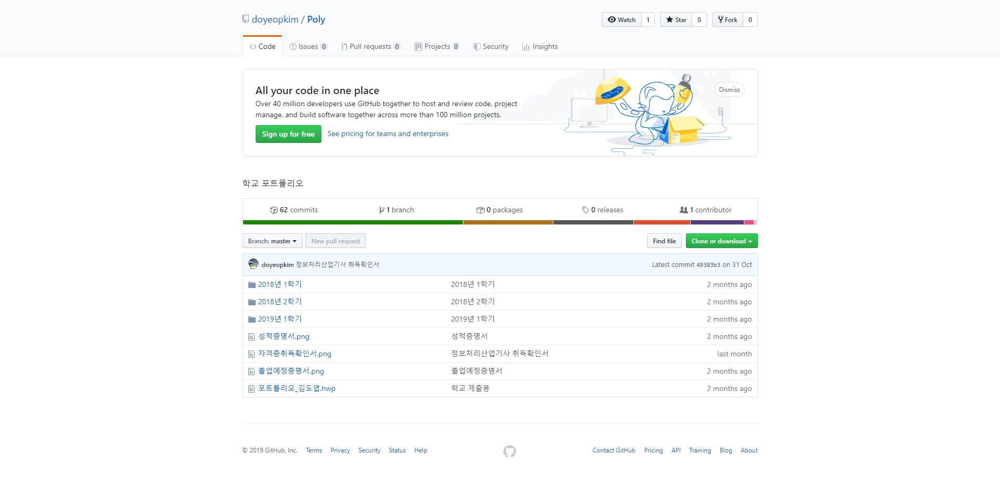 doyeopkim / Poly
Watch 1 Star 0 Fork 0
Code Issues 0 Pull requests 0 Projects 0 Security Insights
All your code in one place
Dismiss
Over 40 million developers use GitHub together to host and review code, project
manage, and build software together across more than 100 million projects.
Sign up for free See pricing for teams and enterprises
학교 포트폴리오
62 commits 1 branch 0 packages 0 releases 1 contributor
Branch: master New pull request Find file Clone or download
doyeopkim 정보처리산업기사 취득확인서 Latest commit 49383b3 on 31 Oct
2018년 1학기 2018년 1학기 2 months ago
2018년 2학기 2018년 2학기 2 months ago
2019년 1학기 2019년 1학기 2 months ago
성적증명서.png 성적증명서 2 months ago
자격증취득확인서.png 정보처리산업기사 취득확인서 last month
졸업예정증명서.png 졸업예정증명서 2 months ago
포트폴리오_김도엽.hwp 학교 제출용 2 months ago
© 2019 GitHub, Inc. Terms Privacy Security Status Help Contact GitHub Pricing API Training Blog About